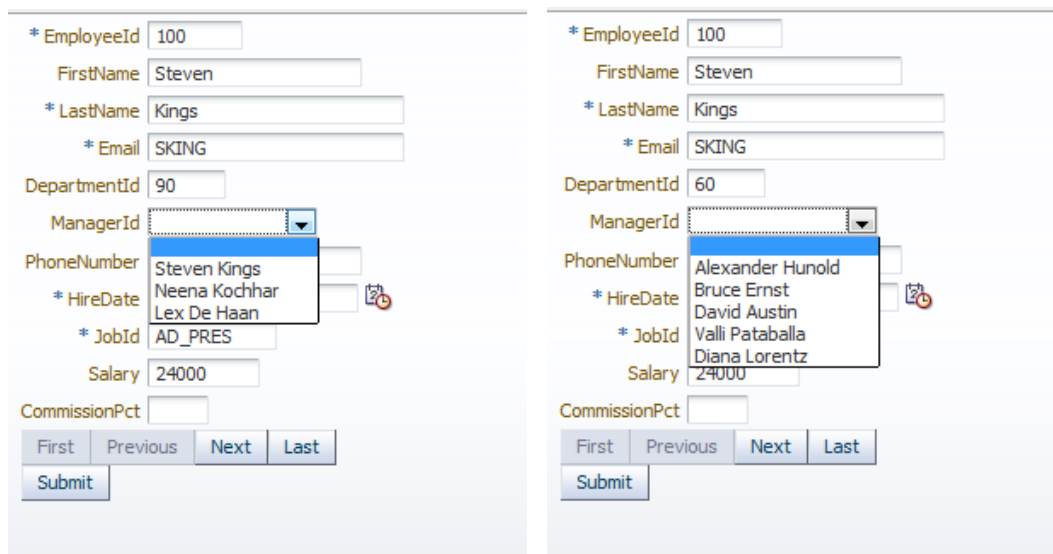 * EmployeeId 100
FirstName Steven
* LastName Kings
* Email SKING
DepartmentId 90
ManagerId
Steven Kings
Neena Kochhar
Lex De Haan
PhoneNumber
* HireDate
* JobId AD_PRES
Salary 24000
CommissionPct
First Previous Next Last
Submit
* EmployeeId 100
FirstName Steven
* LastName Kings
* Email SKING
DepartmentId 60
ManagerId
Alexander Hunold
Bruce Ernst
David Austin
Valli Pataballa
Diana Lorentz
PhoneNumber
* HireDate
* JobId
Salary 24000
CommissionPct
First Previous Next Last
Submit